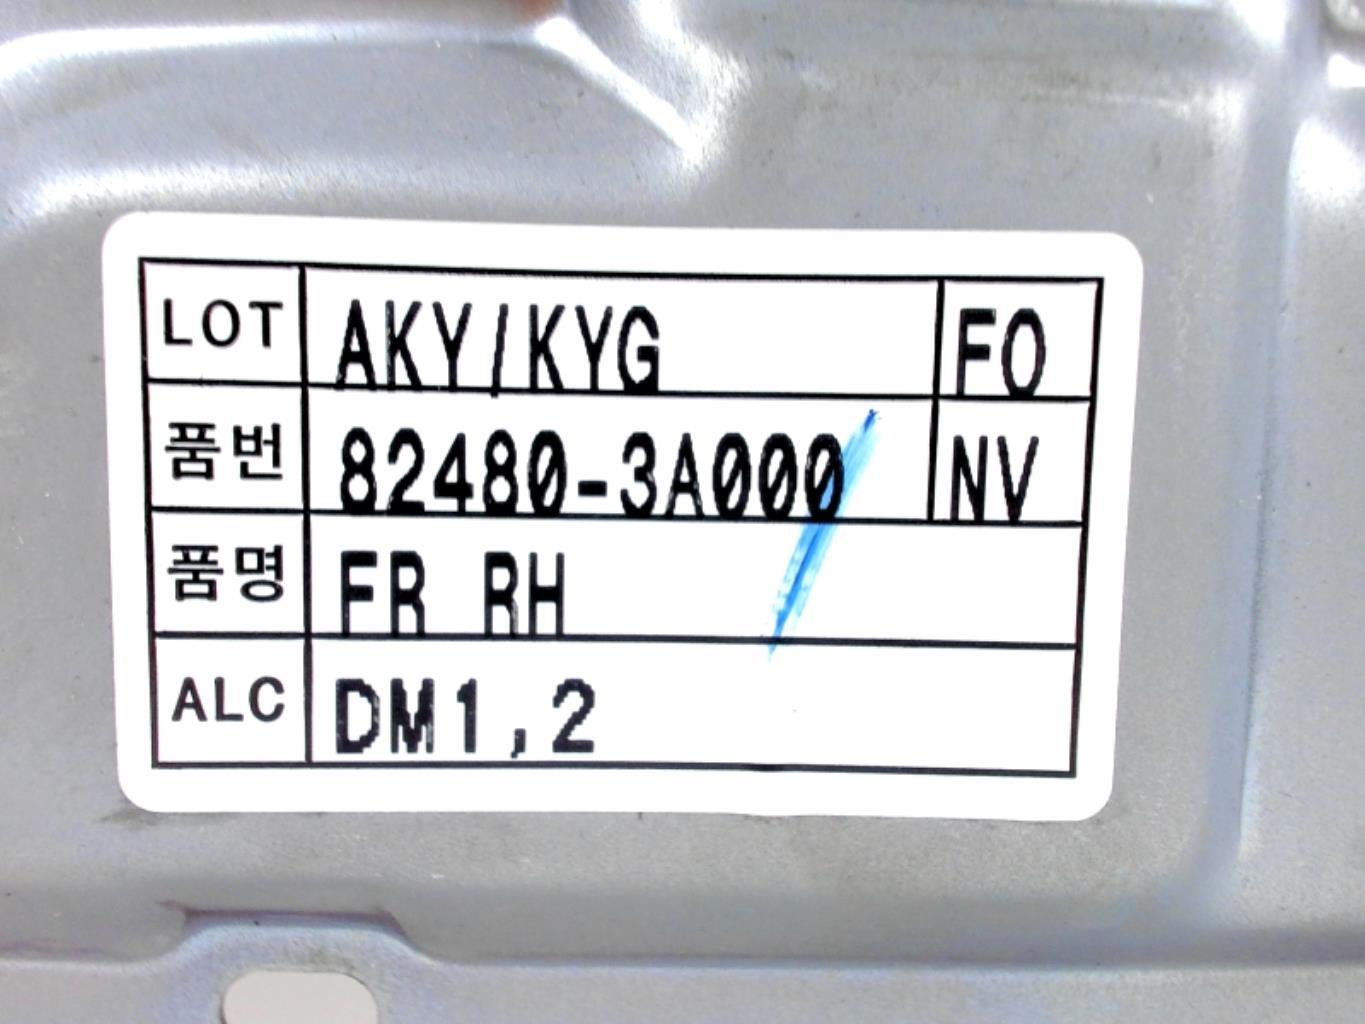 LOT AKY/KYG FO
품번 82480-3A000 NV
품명 FR RH
ALC DM1,2